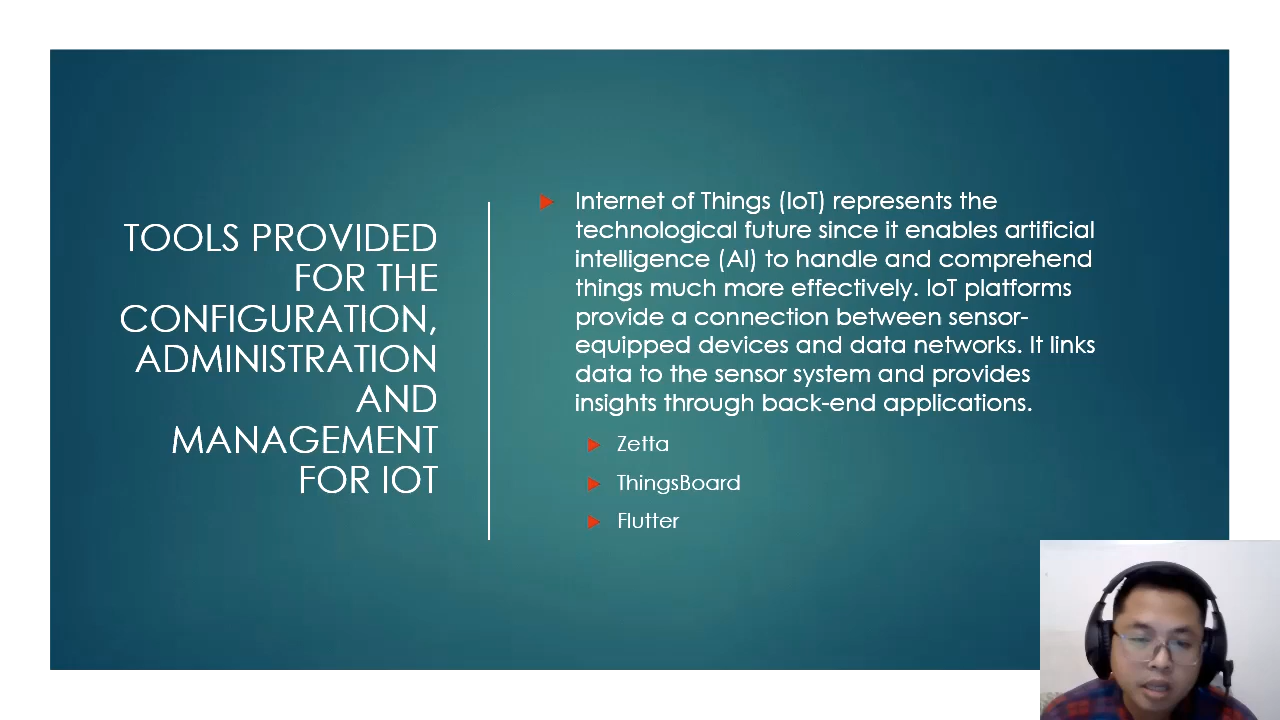 TOOLS PROVIDED
FOR THE
CONFIGURATION,
ADMINISTRATION
AND
MANAGEMENT
FOR IOT
Internet of Things (IoT) represents the
technological future since it enables artificial
intelligence (AI) to handle and comprehend
things much more effectively. IoT platforms
provide a connection between sensor-
equipped devices and data networks. It links
data to the sensor system and provides
insights through back-end applications.
Zetta
ThingsBoard
Flutter